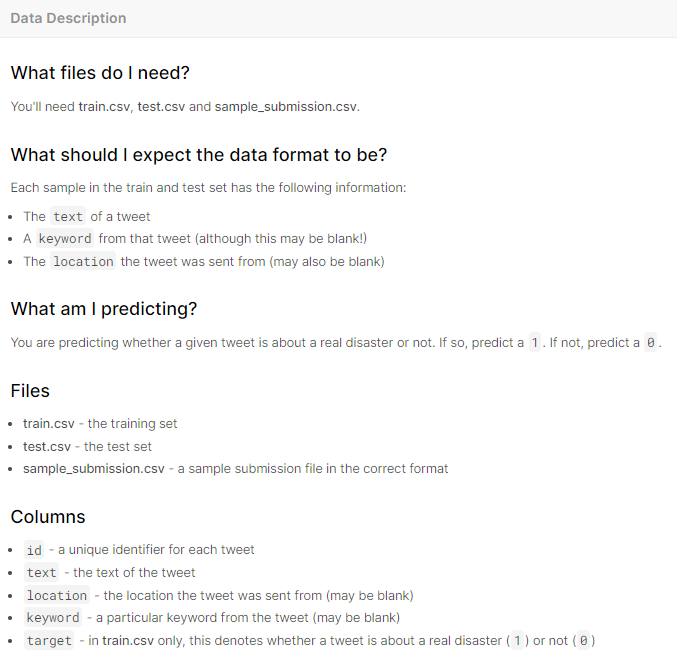 Data Description
What files do I need?
You'll need train.csv, test.csv and sample_submission.csv.
What should I expect the data format to be?
Each sample in the train and test set has the following information:
• The text of a tweet
• A keyword from that tweet (although this may be blank!)
• The location the tweet was sent from (may also be blank)
What am I predicting?
You are predicting whether a given tweet is about a real disaster or not. If so, predict a 1. If not, predict a 0.
Files
• train.csv - the training set
• test.csv - the test set
• sample_submission.csv - a sample submission file in the correct format
Columns
• id - a unique identifier for each tweet
• text - the text of the tweet
• location - the location the tweet was sent from (may be blank)
• keyword - a particular keyword from the tweet (may be blank)
• target - in train.csv only, this denotes whether a tweet is about a real disaster (1) or not (0)